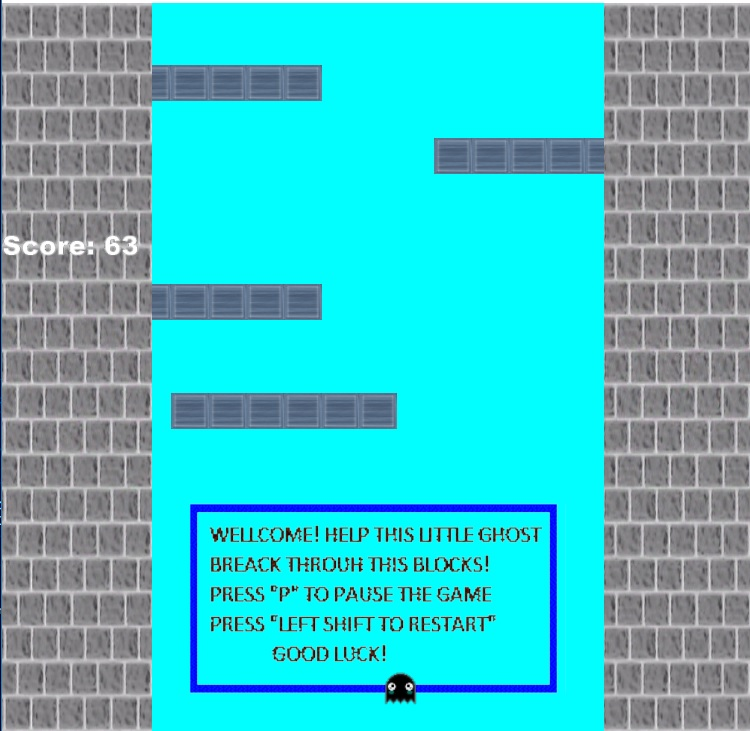 Score: 63
WELLCOME! HELP THIS LITTLE GHOST
BREACK THROUH THIS BLOCKS!
PRESS "P" TO PAUSE THE GAME
PRESS "LEFT SHIFT TO RESTART"
GOOD LUCK!